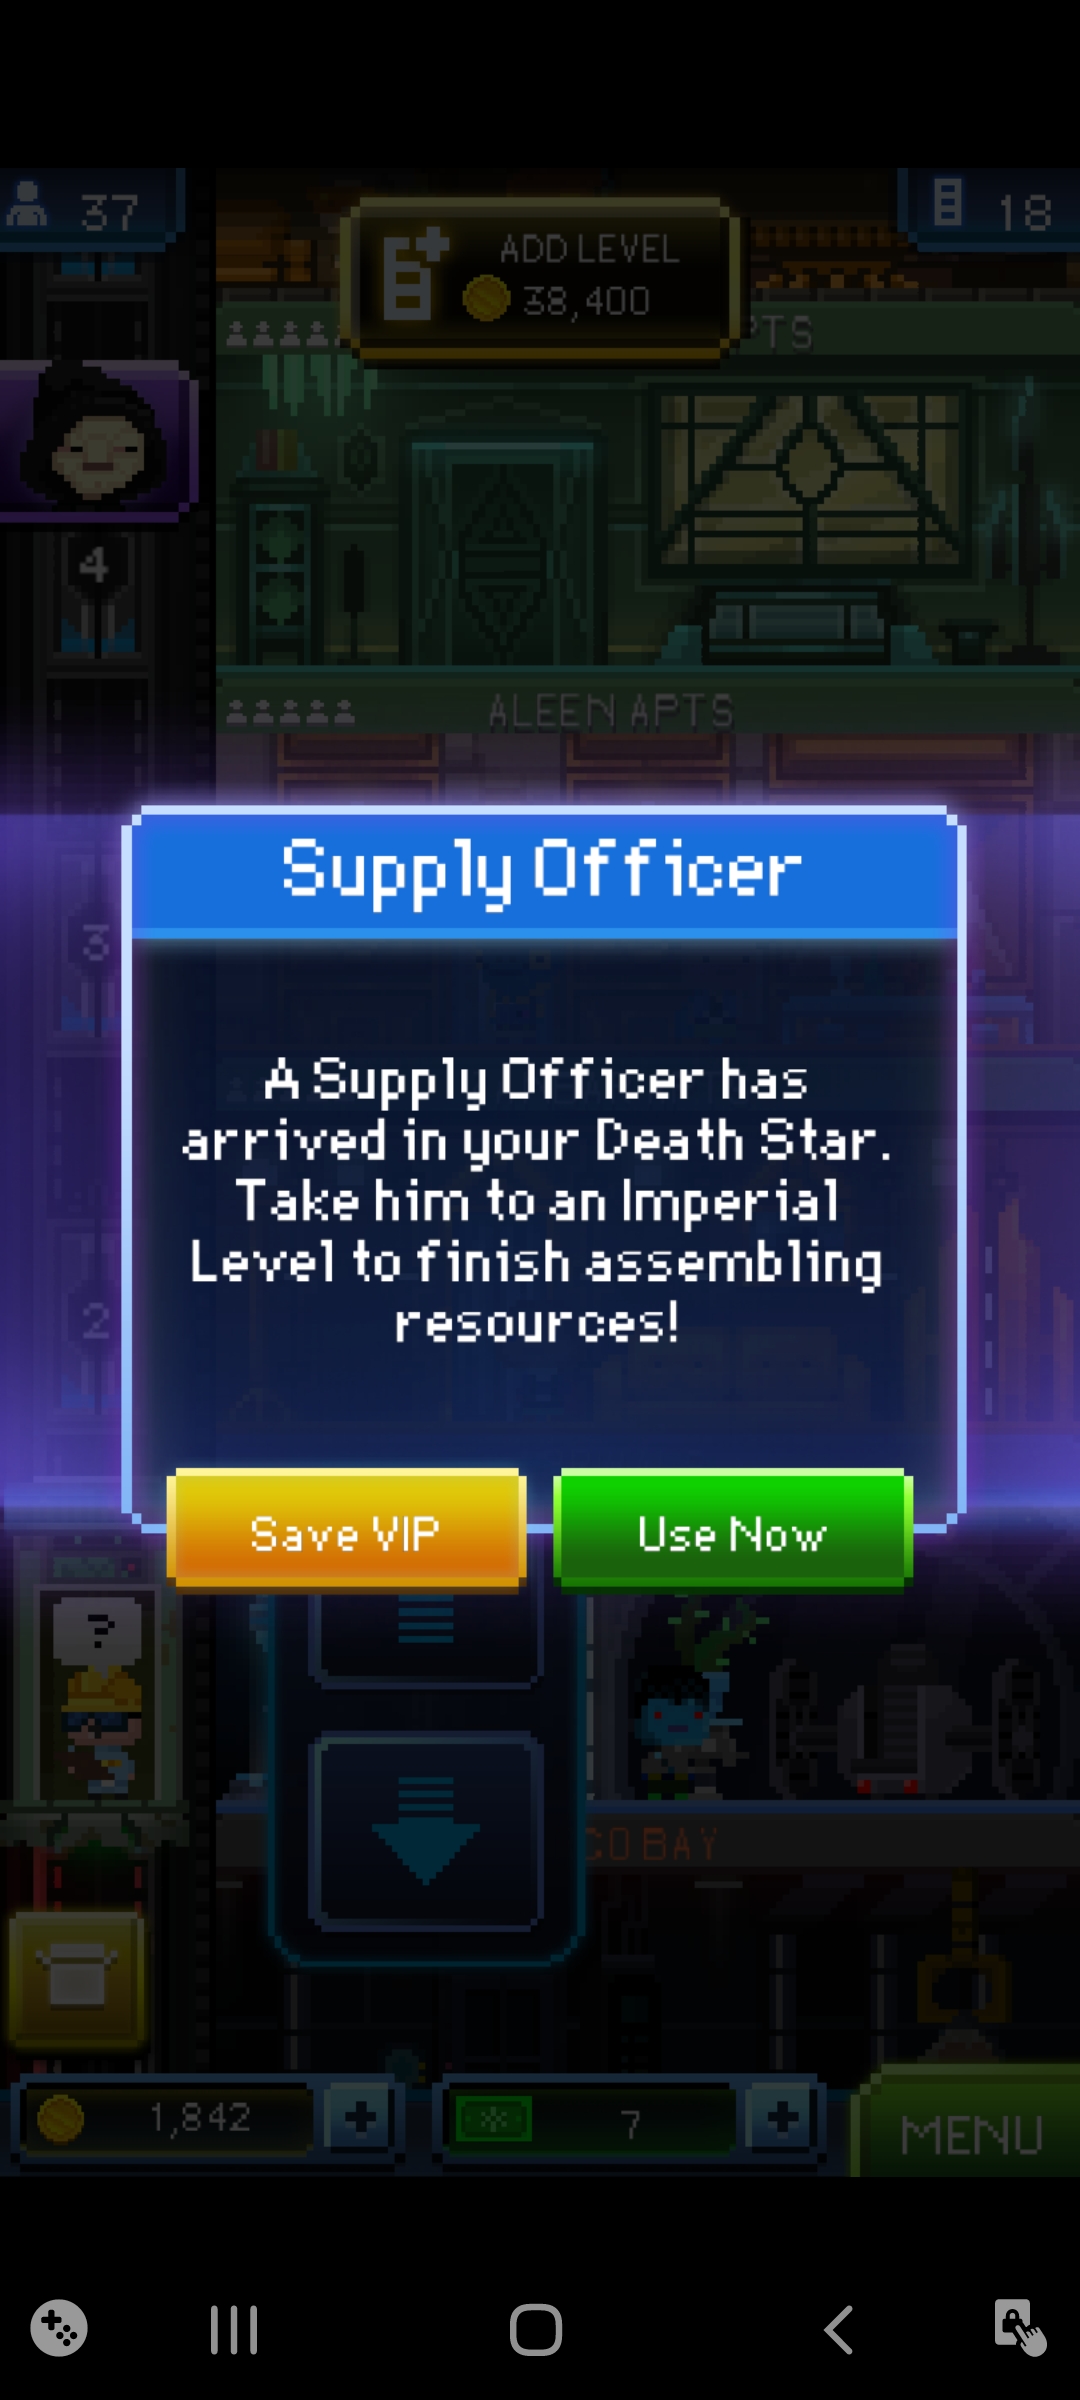 37
18
ADD LEVEL
38,400
PTS
4
ALEEN APTS
Supply Officer
3
A Supply Officer has
arrived in your Death Star.
Take him to an Imperial
Level to finish assembling
resources!
2
Save VIP
Use Now
?
CO BAY
1,842
7
MENU